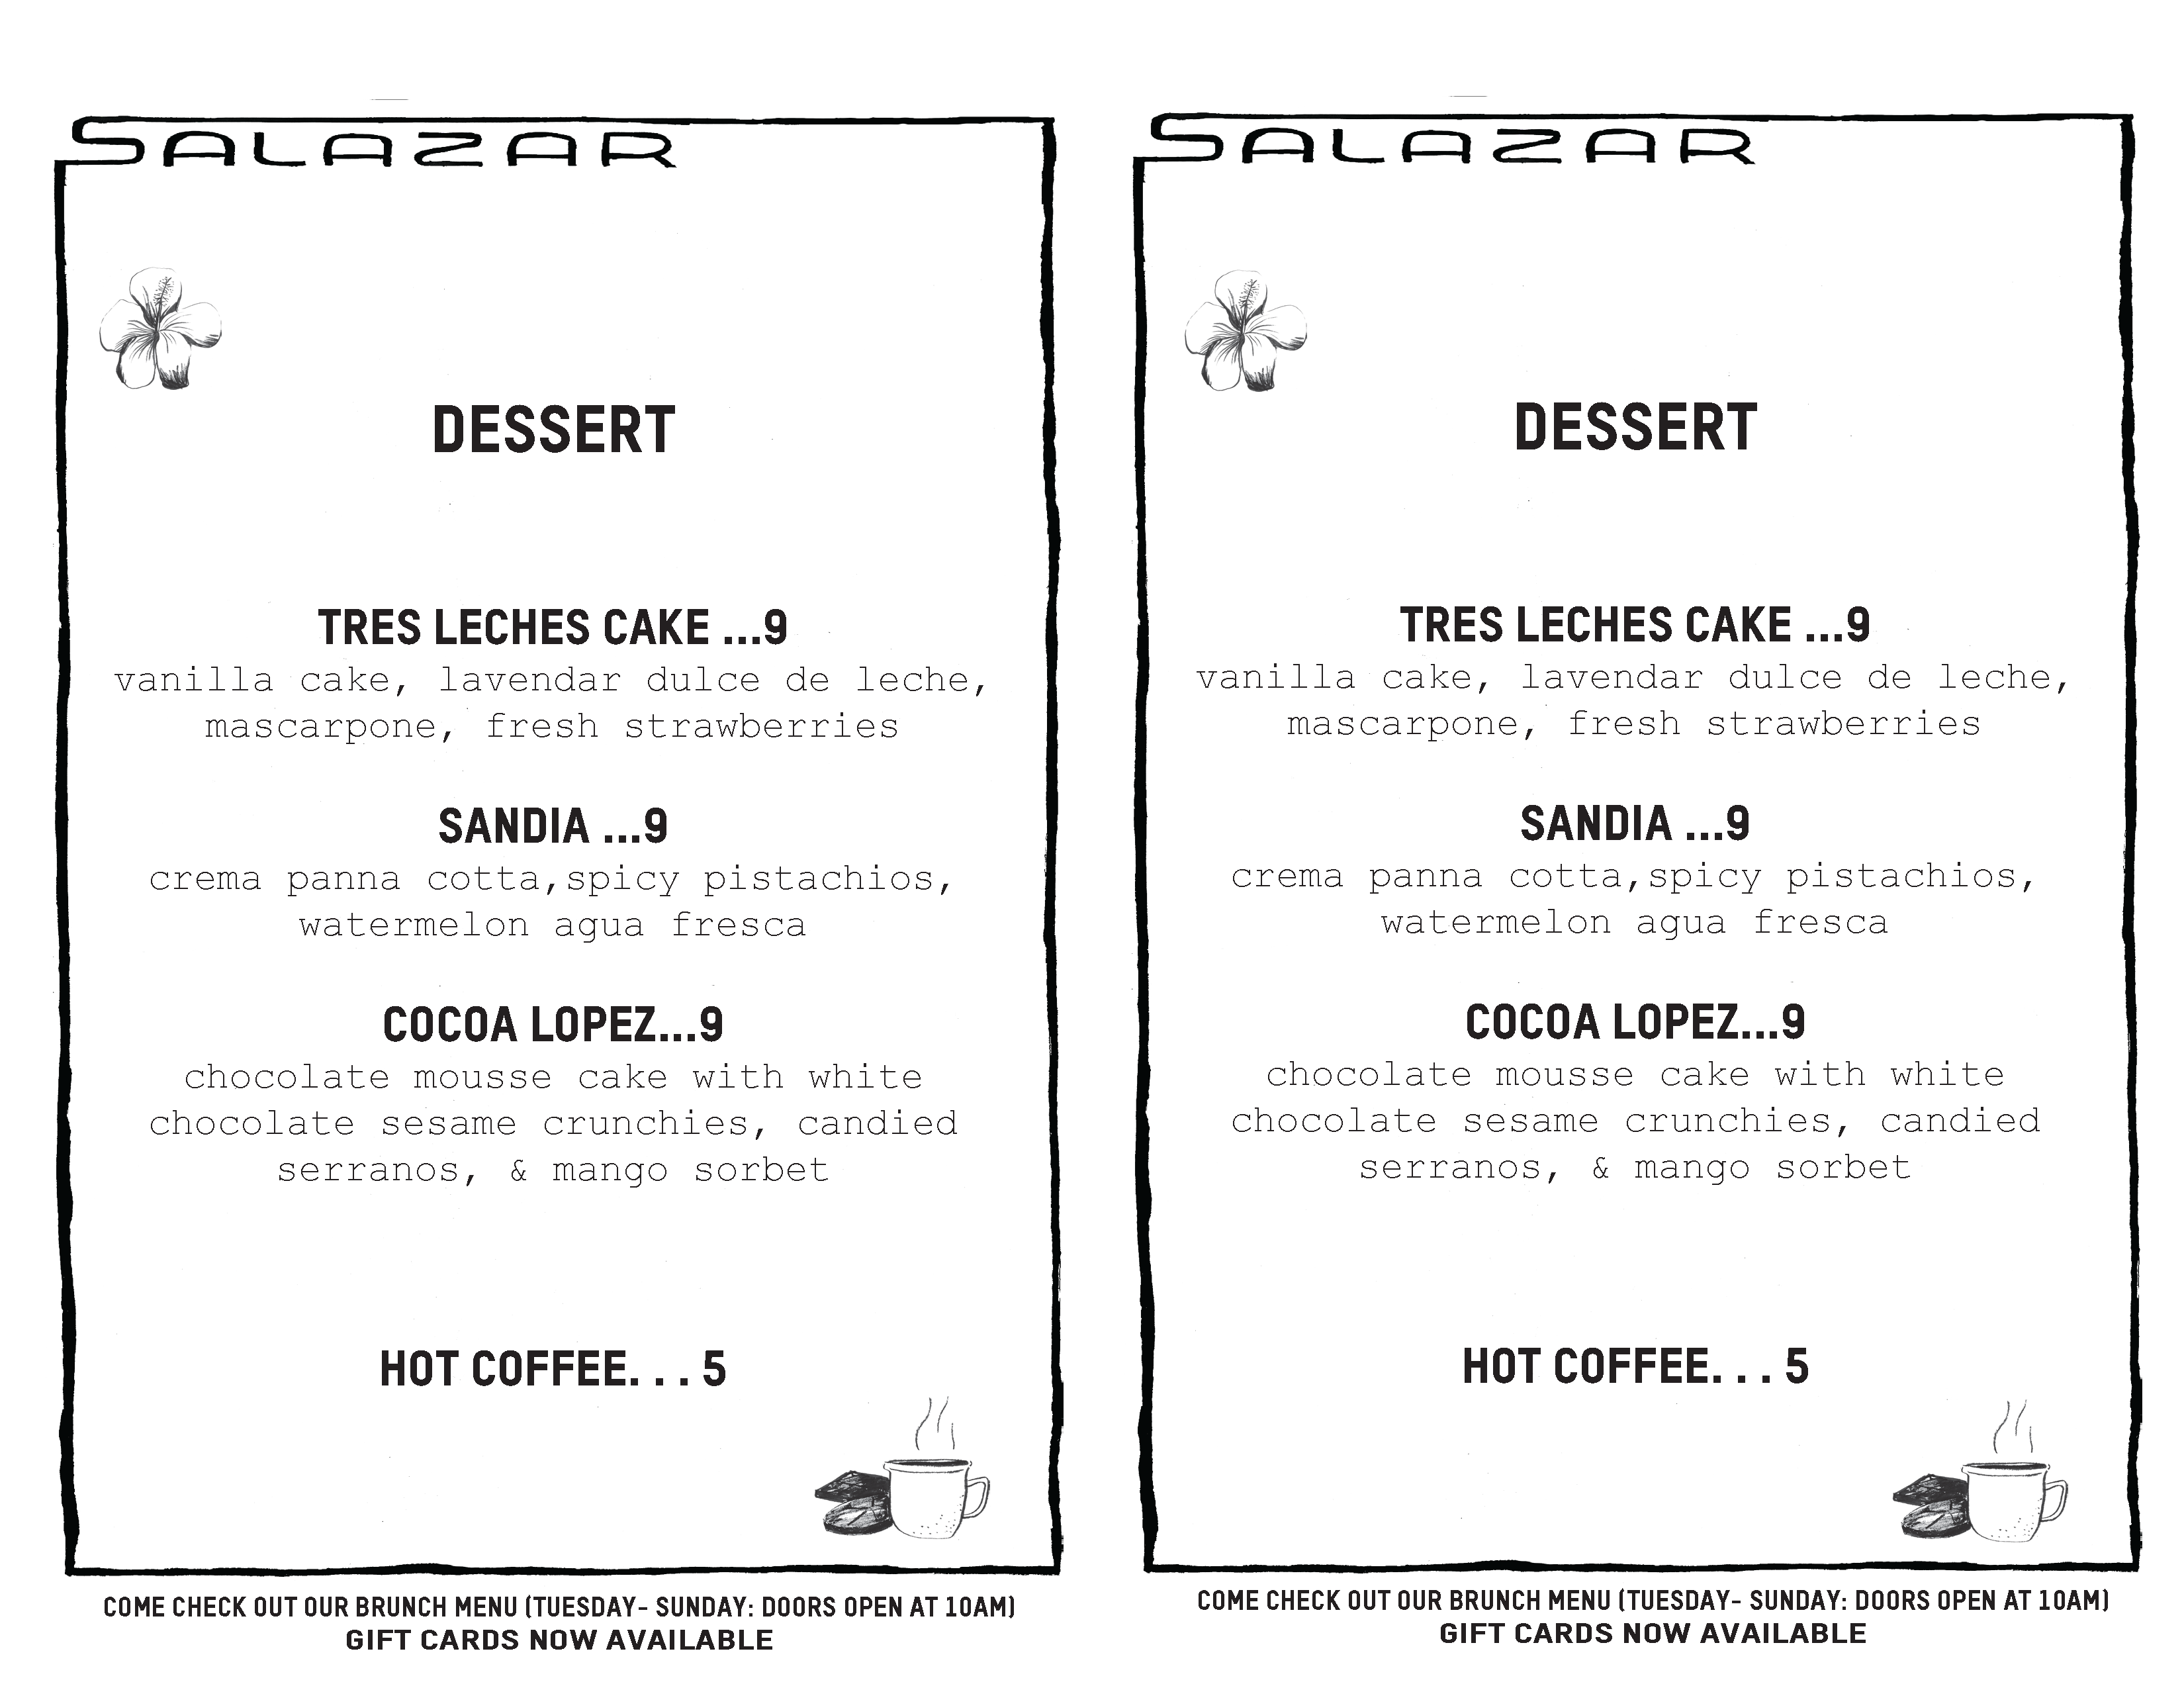 SALAZAR
DESSERT
TRES LECHES CAKE ...9
vanilla cake, lavendar dulce de leche,
mascarpone, fresh strawberries
SANDIA ...9
crema panna cotta,spicy pistachios,
watermelon agua fresca
COCOA LOPEZ...9
chocolate mousse cake with white
chocolate sesame crunchies, candied
serranos, & mango sorbet
HOT COFFEE. . . 5
COME CHECK OUT OUR BRUNCH MENU (TUESDAY- SUNDAY: DOORS OPEN AT 10AM)
GIFT CARDS NOW AVAILABLE
SALAZAR
DESSERT
TRES LECHES CAKE ...9
vanilla cake, lavendar dulce de leche,
mascarpone, fresh strawberries
SANDIA ...9
crema panna cotta,spicy pistachios,
watermelon agua fresca
COCOA LOPEZ...9
chocolate mousse cake with white
chocolate sesame crunchies, candied
serranos, & mango sorbet
HOT COFFEE. . . 5
COME CHECK OUT OUR BRUNCH MENU (TUESDAY- SUNDAY: DOORS OPEN AT 10AM)
GIFT CARDS NOW AVAILABLE